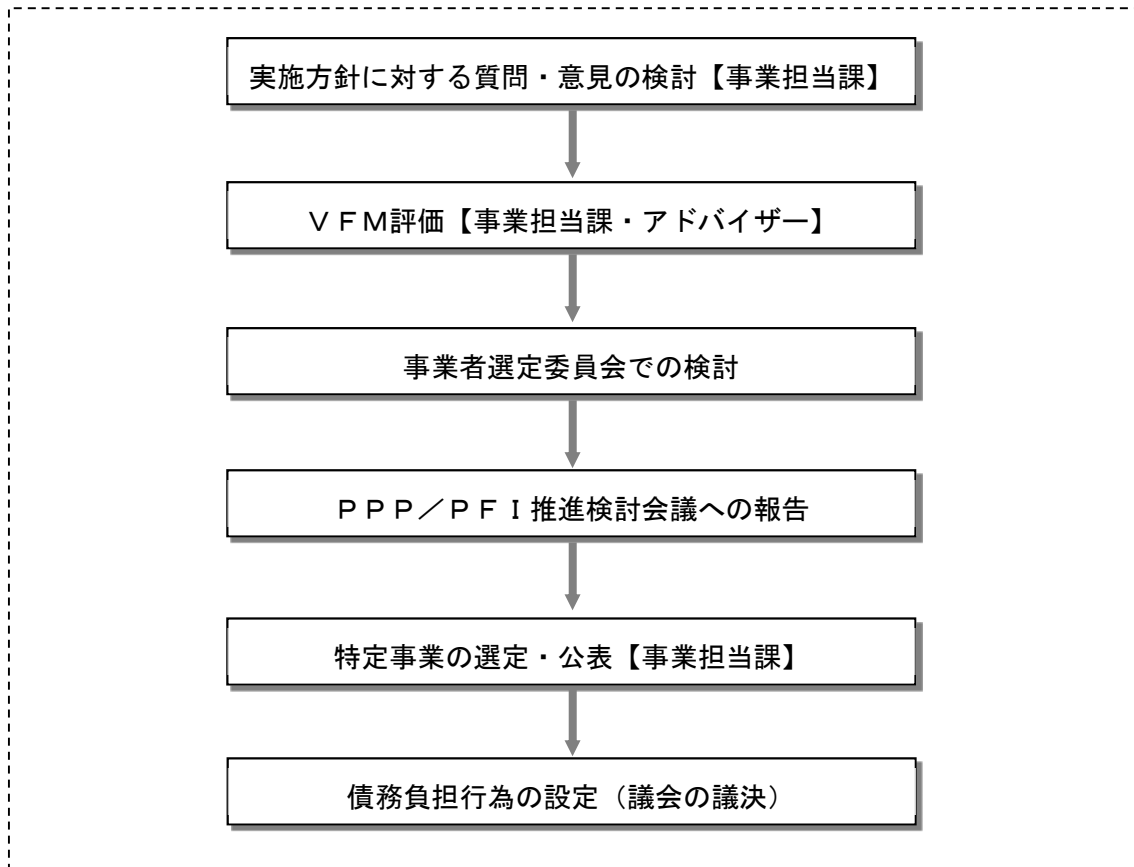 実施方針に対する質問・意見の検討【事業担当課】
ＶＦＭ評価【事業担当課・アドバイザー】
事業者選定委員会での検討
ＰＰＰ／ＰＦＩ推進検討会議への報告
特定事業の選定・公表【事業担当課】
債務負担行為の設定（議会の議決）